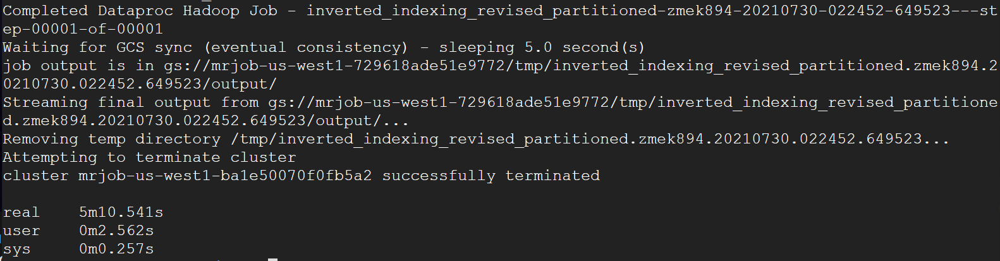 Completed Dataproc Hadoop Job - inverted_indexing_revised_partitioned-zmek894-20210730-022452-649523---st
ep-00001-of-00001
Waiting for GCS sync (eventual consistency) - sleeping 5.0 second(s)
job output is in gs://mrjob-us-west1-729618ade51e9772/tmp/inverted_indexing_revised_partitioned.zmek894.2
0210730.022452.649523/output/
Streaming final output from gs://mrjob-us-west1-729618ade51e9772/tmp/inverted_indexing_revised_partitione
d.zmek894.20210730.022452.649523/output/...
Removing temp directory /tmp/inverted_indexing_revised_partitioned.zmek894.20210730.022452.649523...
Attempting to terminate cluster
cluster mrjob-us-west1-ba1e50070f0fb5a2 successfully terminated
real 5m10.541s
user 0m2.562s
sys 0m0.257s